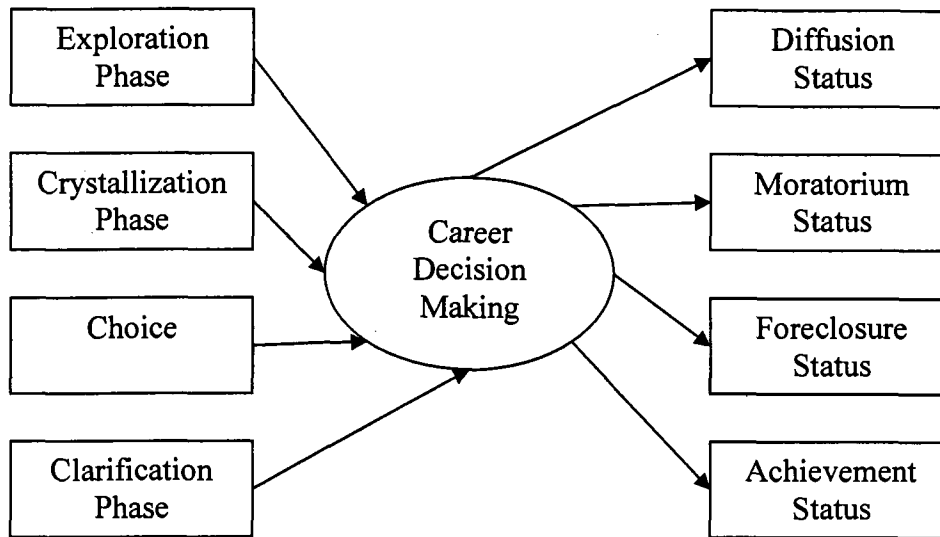 Exploration
Phase
Crystallization
Phase
Choice
Clarification
Phase
Career
Decision
Making
Diffusion
Status
Moratorium
Status
Foreclosure
Status
Achievement
Status